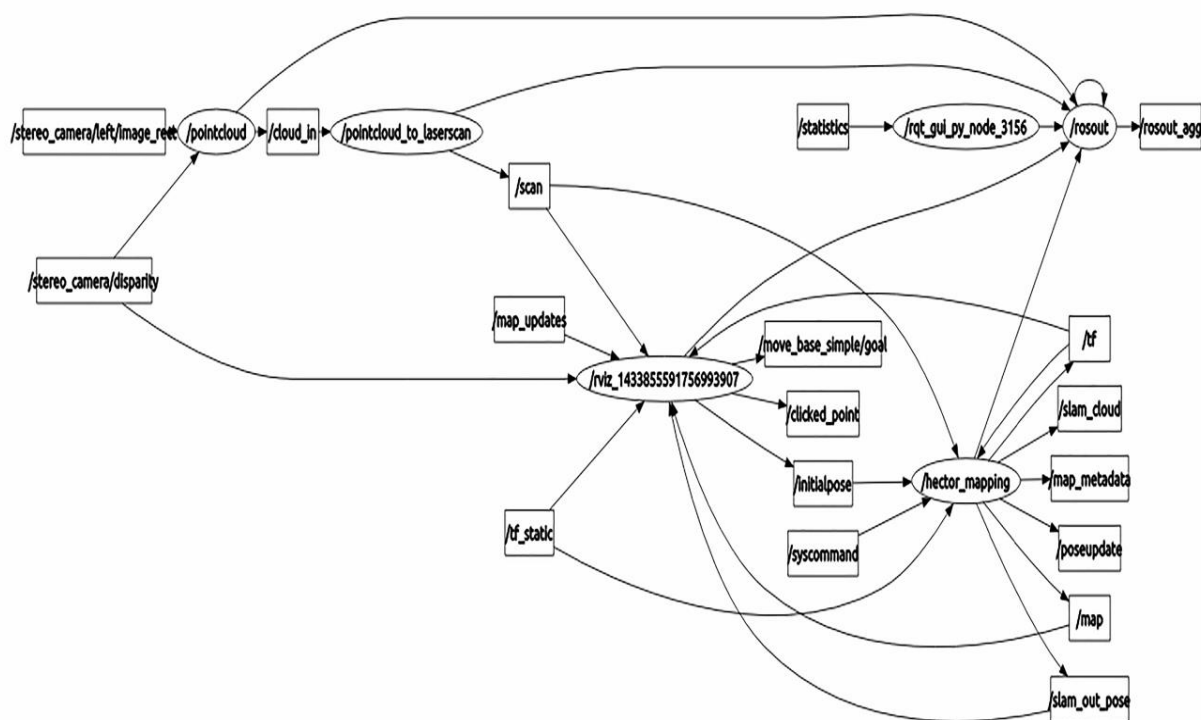 /stereo_camera/left/image_rect
/pointcloud
/cloud_in
/pointcloud_to_laserscan
/statistics
/rqt_gui_py_node_3156
/rosout
/rosout_agg
/scan
/stereo_camera/disparity
/map_updates
/move_base_simple/goal
/tf
/rviz_1433855591756993907
/clicked_point
/slam_cloud
/initialpose
/hector_mapping
/map_metadata
/tf_static
/syscommand
/poseupdate
/map
/slam_out_pose